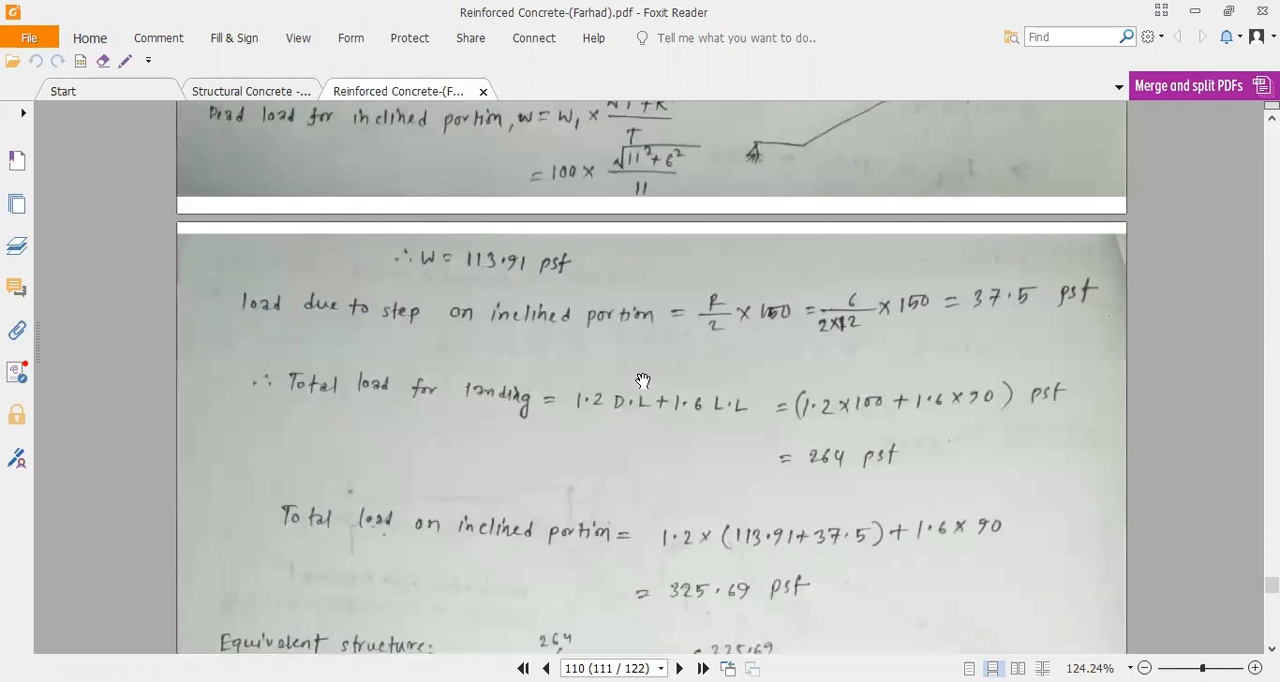 Reinforced Concrete-(Farhad).pdf - Foxit Reader
File Home Comment Fill & Sign View Form Protect Share Connect Help Tell me what you want to do.. Find
Start Structural Concrete -... Reinforced Concrete-(F... Merge and split PDFs
Dead load for inclined portion, w = W₁ ×
T
= 100 × √11²+6² / 11
∴ W = 113.91 psf
load due to step on inclined portion = R/2 × 150 = 6/2×12 × 150 = 37.5 psf
∴ Total load for landing = 1.2 D.L + 1.6 L.L = (1.2×100 + 1.6×90) psf
= 264 psf
Total load on inclined portion = 1.2 × (113.91+37.5) + 1.6 × 90
= 325.69 psf
Equivalent structure: 264
110 (111 / 122) 124.24%